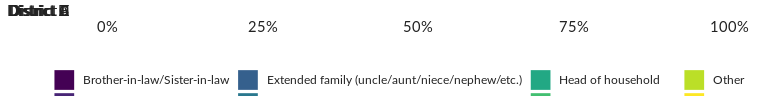 District
0% 25% 50% 75% 100%
Brother-in-law/Sister-in-law Extended family (uncle/aunt/niece/nephew/etc.) Head of household Other